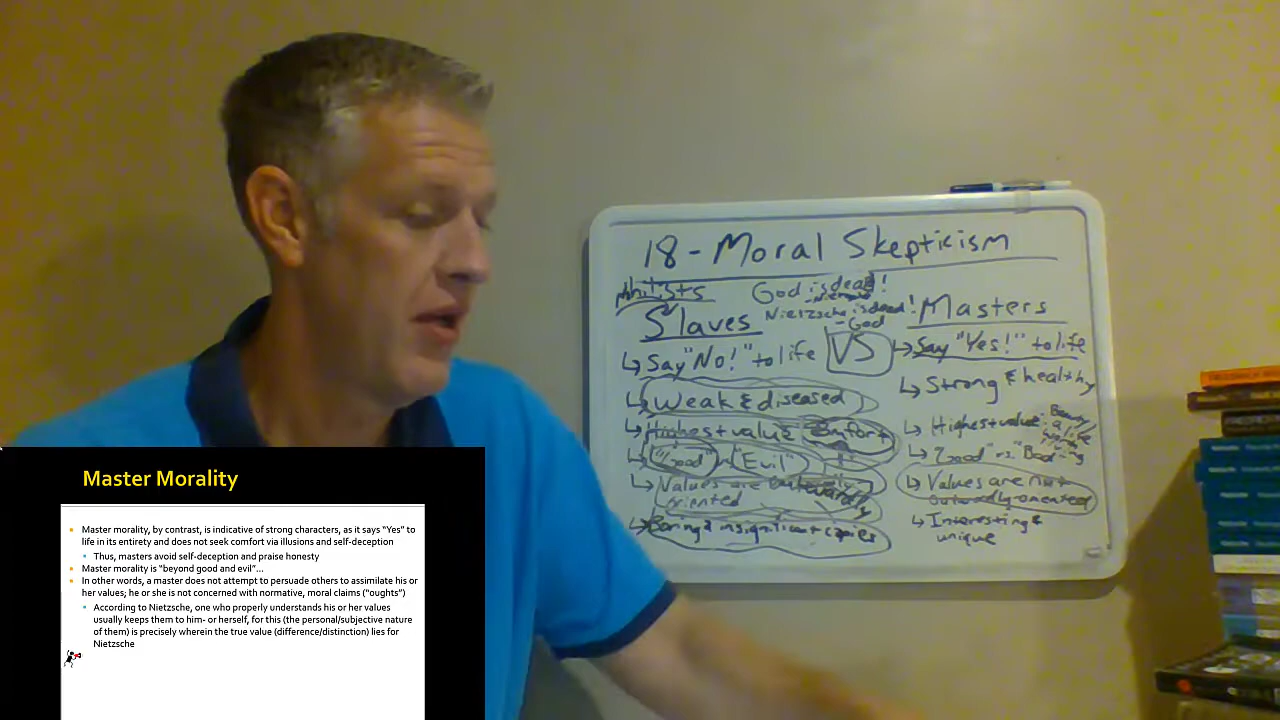 18 - Moral Skepticism
God is dead!
Nietzsche is dead!
- God
Slaves
VS
Masters
↳ Say "No!" to life
↳ Say "Yes!" to life
↳ Weak & diseased
↳ Strong & healthy
↳ Highest value: comfort
↳ Highest value: Beauty
↳ "Good" "Evil"
↳ "Good" vs. "Bad"
↳ Values are outwardly
oriented
↳ Values are not
outwardly-oriented
↳ Boring & insignificant copies
↳ Interesting &
unique
Master Morality
Master morality, by contrast, is indicative of strong characters, as it says “Yes” to
life in its entirety and does not seek comfort via illusions and self-deception
Thus, masters avoid self-deception and praise honesty
Master morality is “beyond good and evil”…
In other words, a master does not attempt to persuade others to assimilate his or
her values; he or she is not concerned with normative, moral claims (“oughts”)
According to Nietzsche, one who properly understands his or her values
usually keeps them to him- or herself, for this (the personal/subjective nature
of them) is precisely wherein the true value (difference/distinction) lies for
Nietzsche